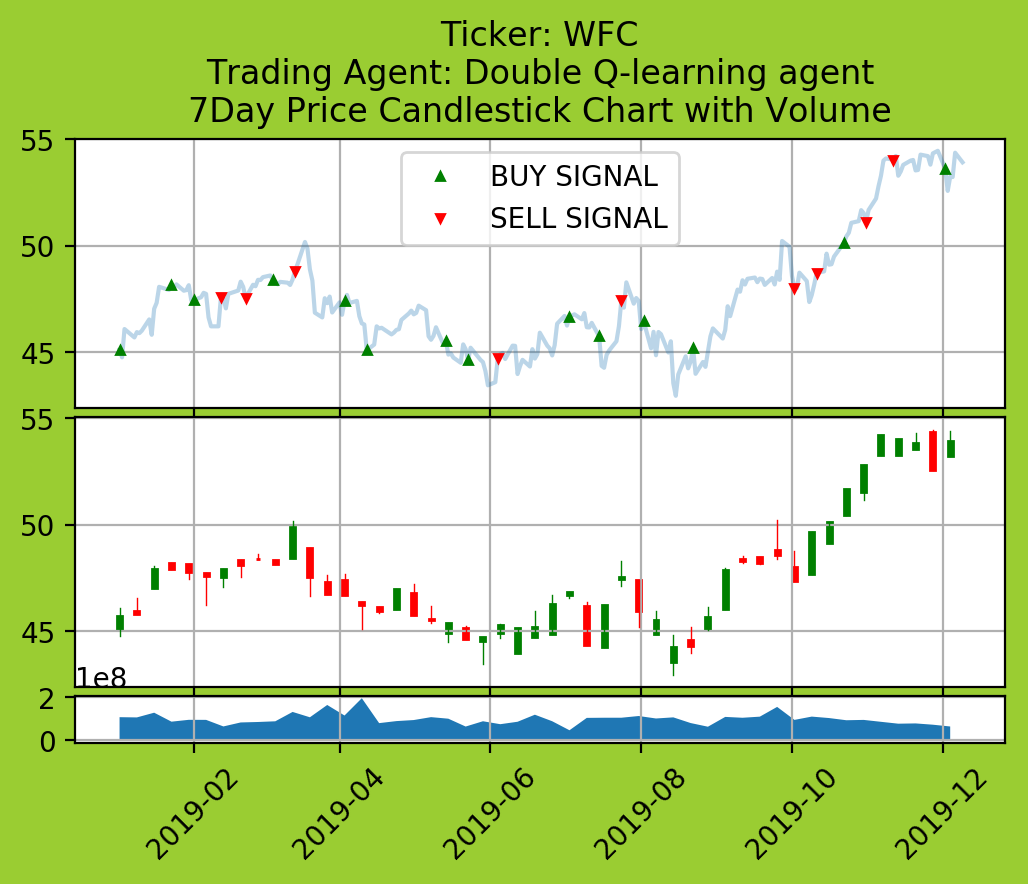 Ticker: WFC
Trading Agent: Double Q-learning agent
7Day Price Candlestick Chart with Volume
55
BUY SIGNAL
SELL SIGNAL
50
45
55
50
45
1e8
2
0
2019-02
2019-04
2019-06
2019-08
2019-10
2019-12